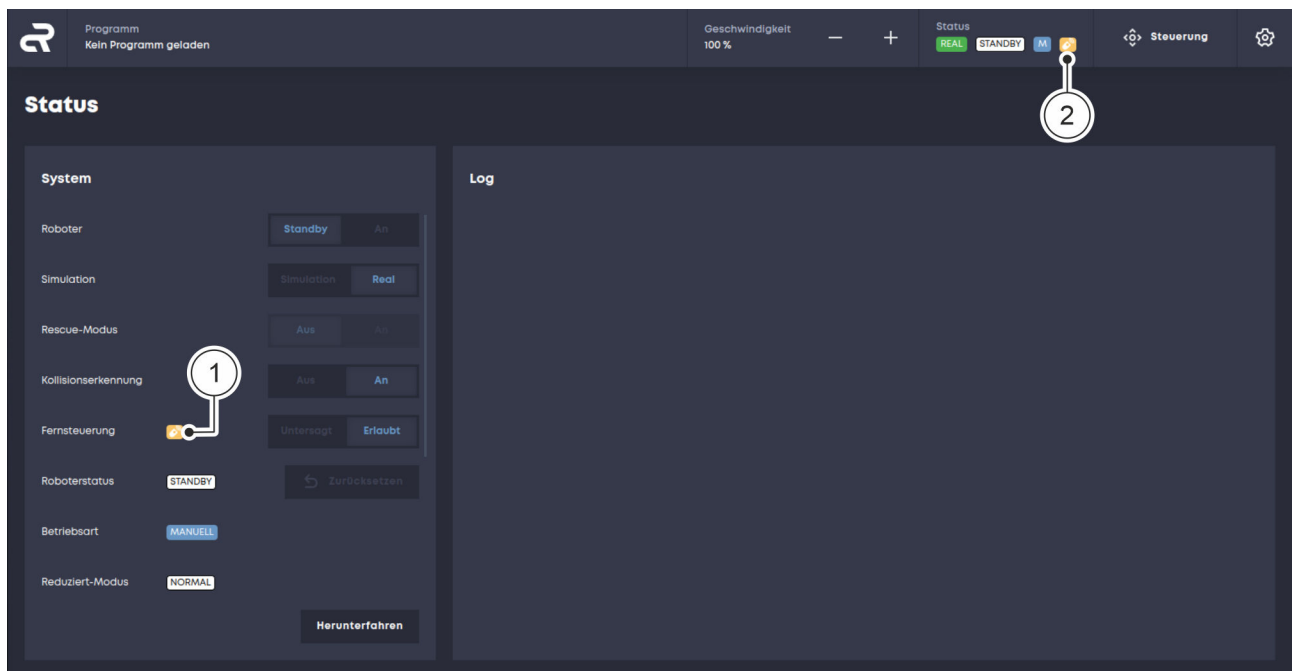 Programm
Kein Programm geladen
Geschwindigkeit
100 %
− +
Status
REAL STANDBY M
Steuerung
Status
2
System
Log
Roboter Standby An
Simulation Simulation Real
Rescue-Modus Aus An
Kollisionserkennung Aus An
1
Fernsteuerung Untersagt Erlaubt
Roboterstatus STANDBY Zurücksetzen
Betriebsart MANUELL
Reduziert-Modus NORMAL
Herunterfahren